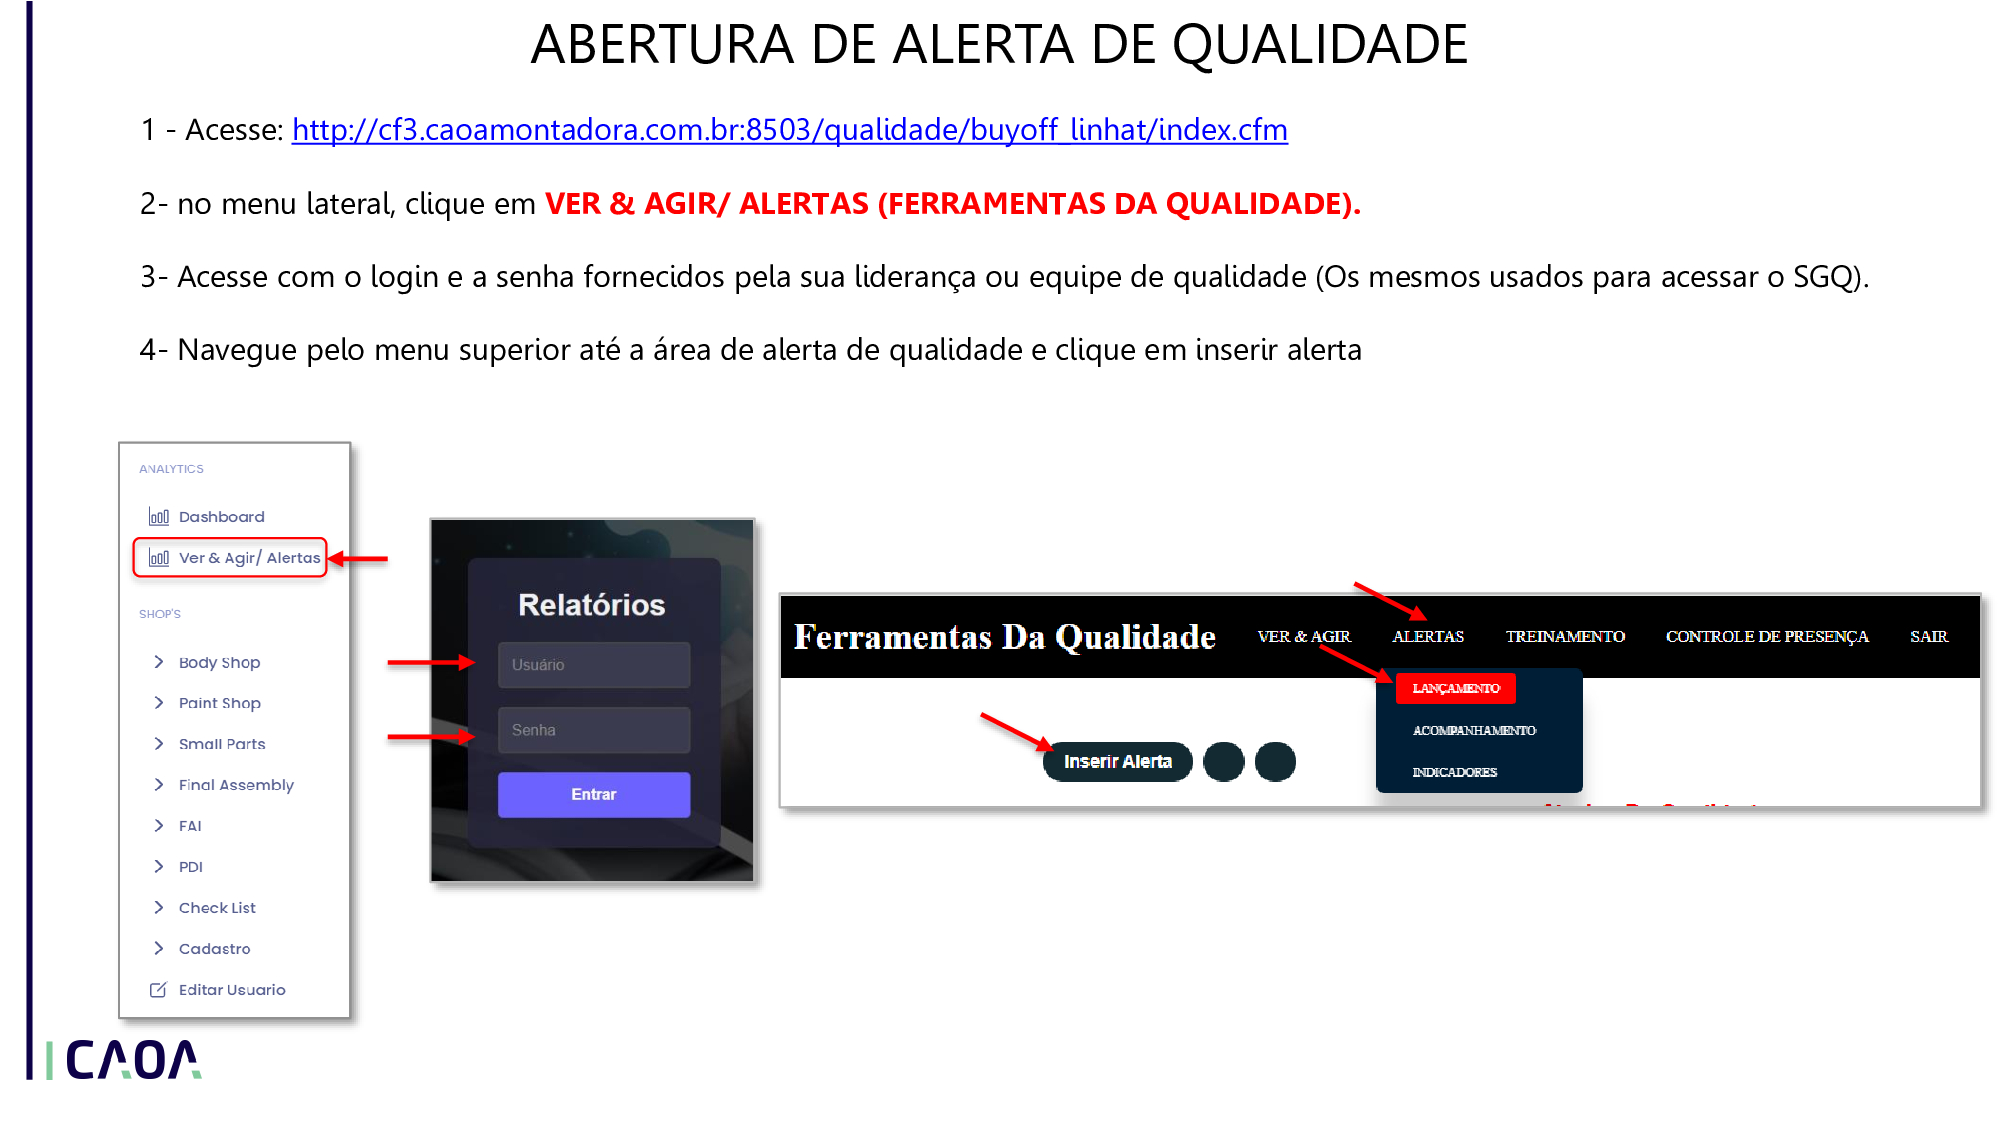 ABERTURA DE ALERTA DE QUALIDADE
1 - Acesse: http://cf3.caoamontadora.com.br:8503/qualidade/buyoff_linhat/index.cfm
2- no menu lateral, clique em VER & AGIR/ ALERTAS (FERRAMENTAS DA QUALIDADE).
3- Acesse com o login e a senha fornecidos pela sua liderança ou equipe de qualidade (Os mesmos usados para acessar o SGQ).
4- Navegue pelo menu superior até a área de alerta de qualidade e clique em inserir alerta
ANALYTICS
Dashboard
Ver & Agir/ Alertas
SHOP'S
Body Shop
Paint Shop
Small Parts
Final Assembly
FAI
PDI
Check List
Cadastro
Editar Usuario
Relatórios
Usuário
Senha
Entrar
Ferramentas Da Qualidade
VER & AGIR
ALERTAS
TREINAMENTO
CONTROLE DE PRESENÇA
SAIR
LANÇAMENTO
ACOMPANHAMENTO
INDICADORES
Inserir Alerta
CAOA